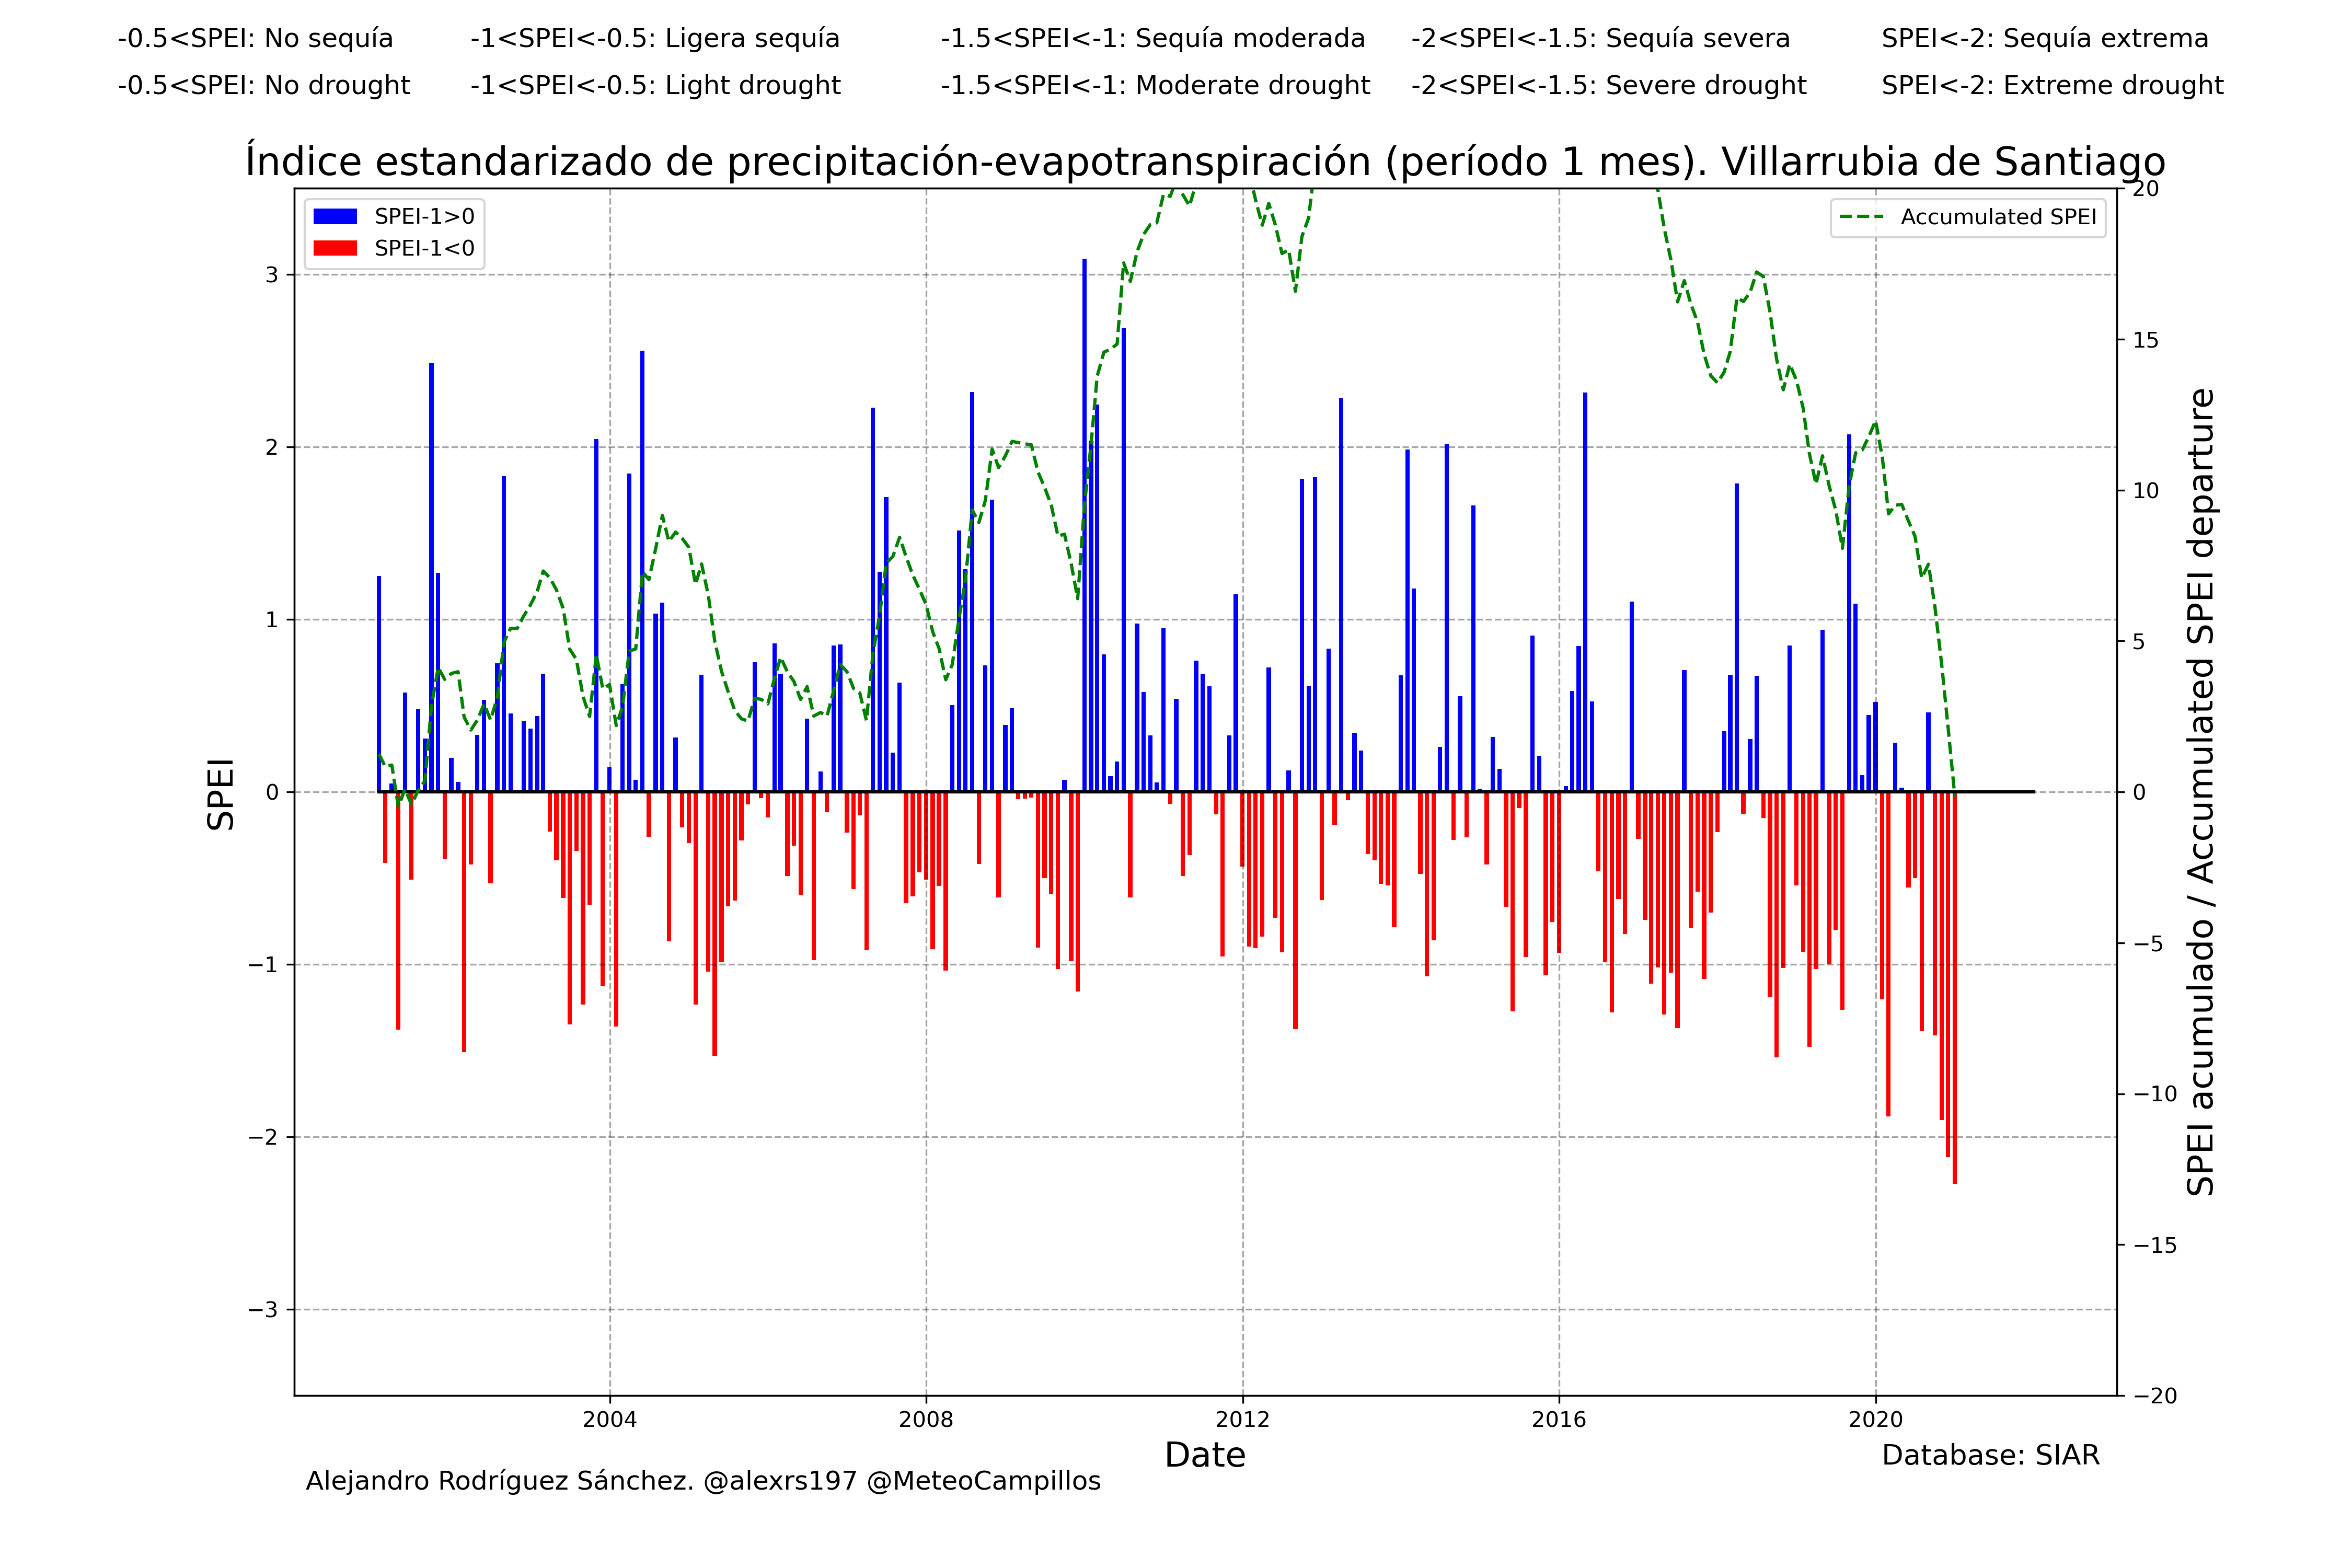 -0.5<SPEI: No sequía -1<SPEI<-0.5: Ligera sequía -1.5<SPEI<-1: Sequía moderada -2<SPEI<-1.5: Sequía severa SPEI<-2: Sequía extrema
-0.5<SPEI: No drought -1<SPEI<-0.5: Light drought -1.5<SPEI<-1: Moderate drought -2<SPEI<-1.5: Severe drought SPEI<-2: Extreme drought
Índice estandarizado de precipitación-evapotranspiración (período 1 mes). Villarrubia de Santiago
SPEI-1>0
SPEI-1<0
Accumulated SPEI
SPEI
3
2
1
0
−1
−2
−3
20
15
10
5
0
−5
−10
−15
−20
SPEI acumulado / Accumulated SPEI departure
2004 2008 2012 2016 2020
Date
Database: SIAR
Alejandro Rodríguez Sánchez. @alexrs197 @MeteoCampillos